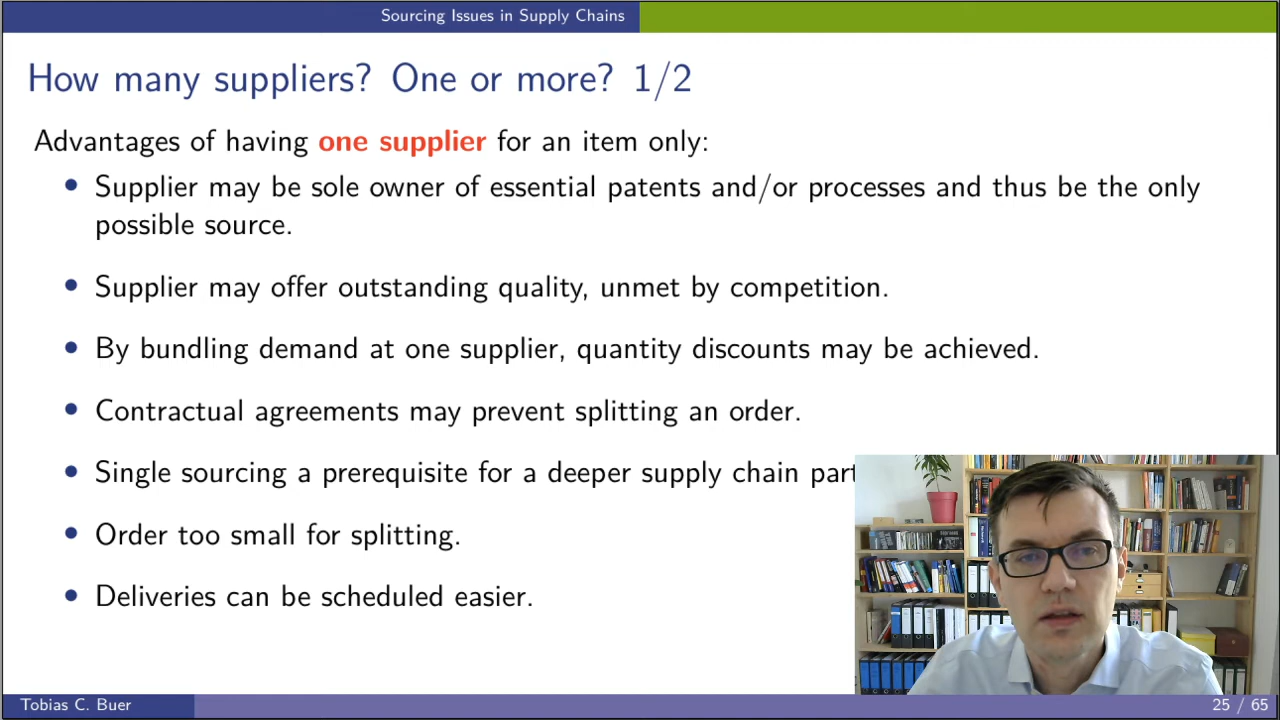 Sourcing Issues in Supply Chains
How many suppliers? One or more? 1/2
Advantages of having one supplier for an item only:
• Supplier may be sole owner of essential patents and/or processes and thus be the only
possible source.
• Supplier may offer outstanding quality, unmet by competition.
• By bundling demand at one supplier, quantity discounts may be achieved.
• Contractual agreements may prevent splitting an order.
• Single sourcing a prerequisite for a deeper supply chain part
• Order too small for splitting.
• Deliveries can be scheduled easier.
Tobias C. Buer
25 / 65